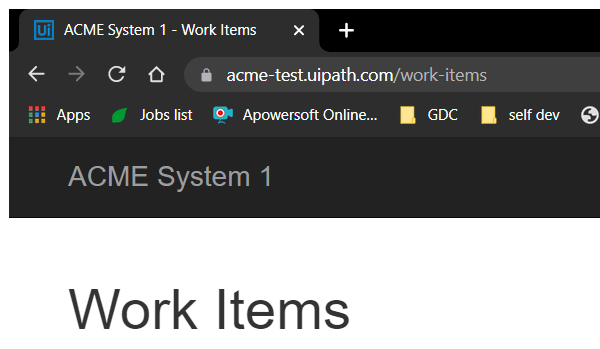 Ui ACME System 1 - Work Items
acme-test.uipath.com/work-items
Apps Jobs list Apowersoft Online... GDC self dev
ACME System 1
Work Items